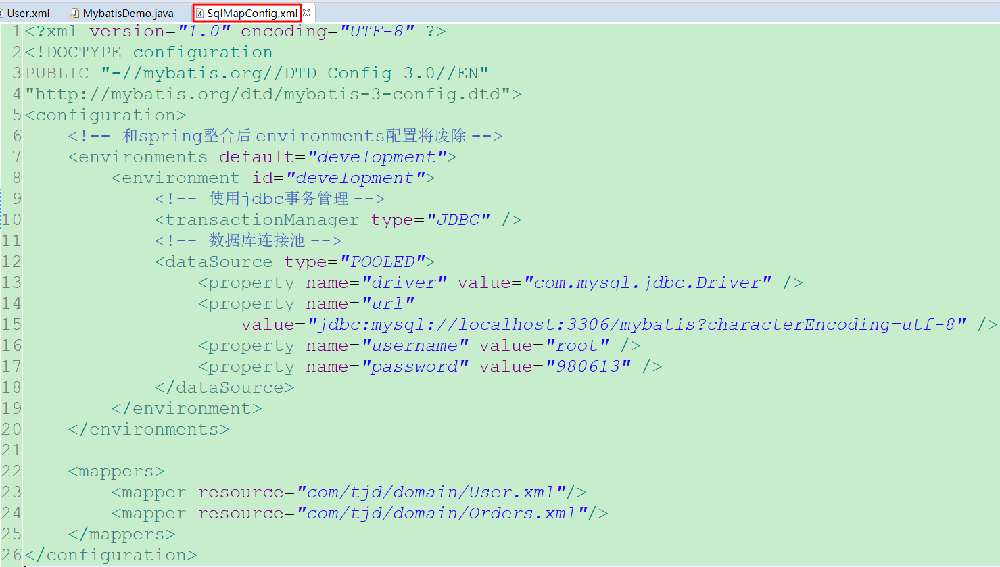 User.xml MybatisDemo.java SqlMapConfig.xml
1 <?xml version="1.0" encoding="UTF-8" ?>
2 <!DOCTYPE configuration
3 PUBLIC "-//mybatis.org//DTD Config 3.0//EN"
4 "http://mybatis.org/dtd/mybatis-3-config.dtd">
5 <configuration>
6     <!-- 和spring整合后 environments配置将废除 -->
7     <environments default="development">
8         <environment id="development">
9             <!-- 使用jdbc事务管理 -->
10             <transactionManager type="JDBC" />
11             <!-- 数据库连接池 -->
12             <dataSource type="POOLED">
13                 <property name="driver" value="com.mysql.jdbc.Driver" />
14                 <property name="url"
15                     value="jdbc:mysql://localhost:3306/mybatis?characterEncoding=utf-8" />
16                 <property name="username" value="root" />
17                 <property name="password" value="980613" />
18             </dataSource>
19         </environment>
20     </environments>
21
22     <mappers>
23         <mapper resource="com/tjd/domain/User.xml"/>
24         <mapper resource="com/tjd/domain/Orders.xml"/>
25     </mappers>
26 </configuration>